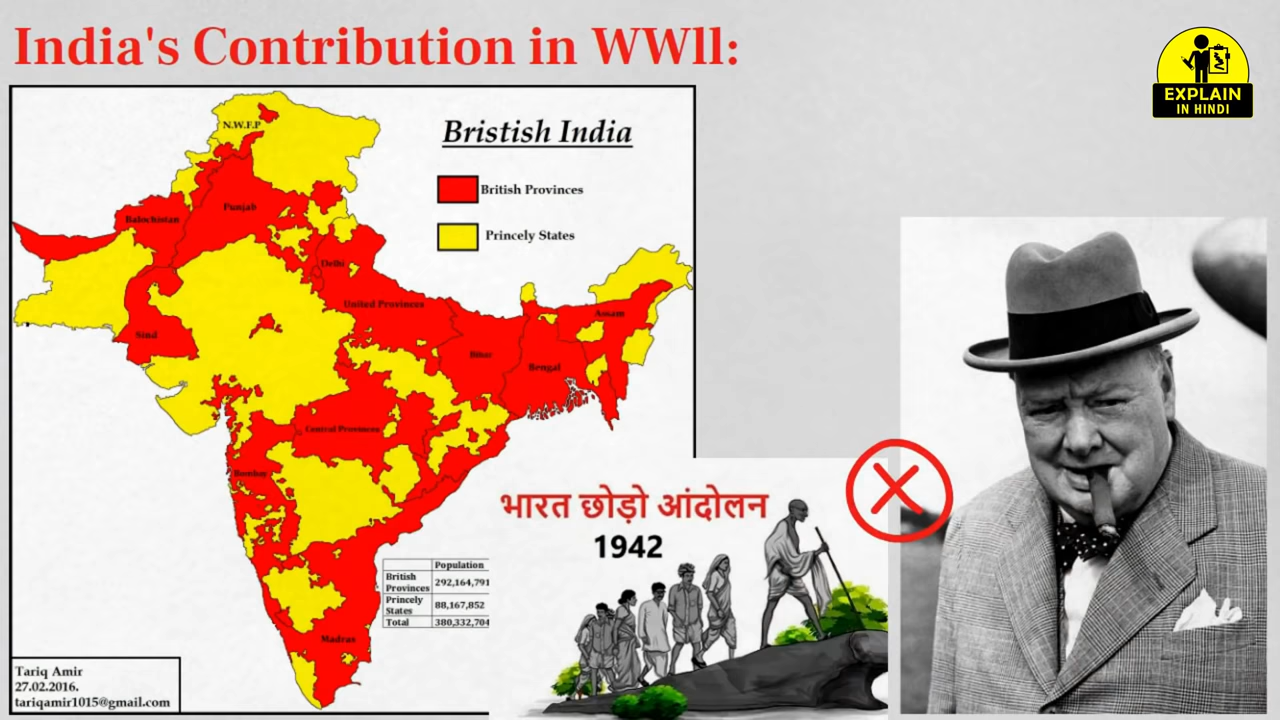 India's Contribution in WWll:
EXPLAIN
IN HINDI
Bristish India
British Provinces
Princely States
N.W.F.P
Punjab
Balochistan
Delhi
United Provinces
Assam
Sind
Bihar
Bengal
Central Provinces
Bombay
Madras
Population
British Provinces 292,164,791
Princely States 88,167,852
Total 380,332,704
Tariq Amir
27.02.2016.
tariqamir1015@gmail.com
भारत छोड़ो आंदोलन
1942